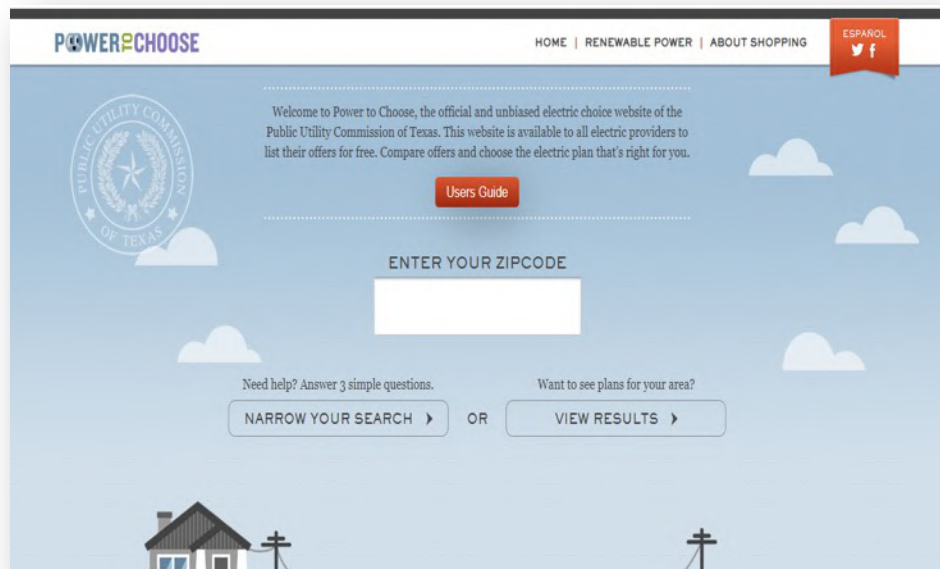 POWER TO CHOOSE
HOME | RENEWABLE POWER | ABOUT SHOPPING
ESPAÑOL
PUBLIC UTILITY COMMISSION
OF TEXAS
Welcome to Power to Choose, the official and unbiased electric choice website of the
Public Utility Commission of Texas. This website is available to all electric providers to
list their offers for free. Compare offers and choose the electric plan that's right for you.
Users Guide
ENTER YOUR ZIPCODE
Need help? Answer 3 simple questions.
Want to see plans for your area?
NARROW YOUR SEARCH
OR
VIEW RESULTS